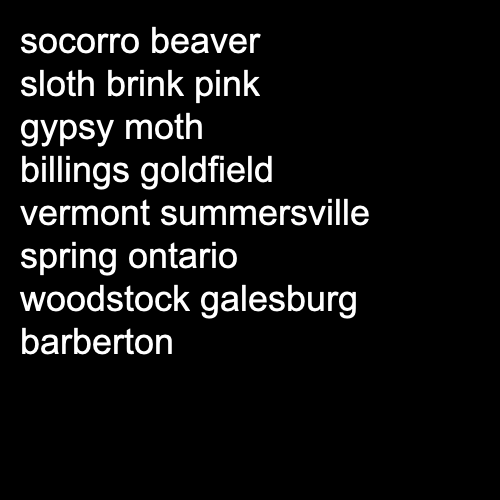 socorro beaver
sloth brink pink
gypsy moth
billings goldfield
vermont summersville
spring ontario
woodstock galesburg
barberton